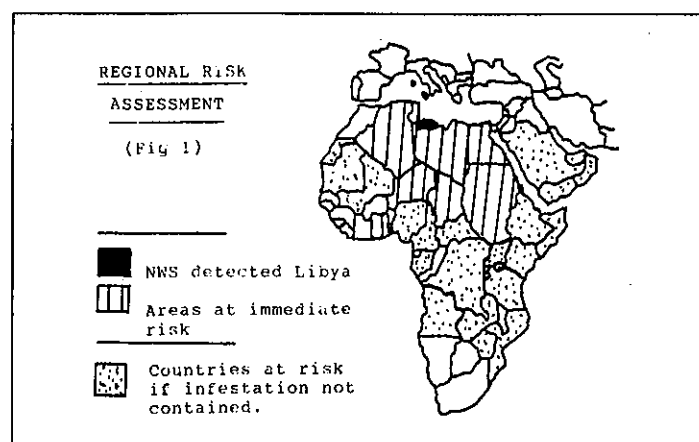 REGIONAL RISK
ASSESSMENT
(Fig 1)
NWS detected Libya
Areas at immediate
risk
Countries at risk
if infestation not
contained.